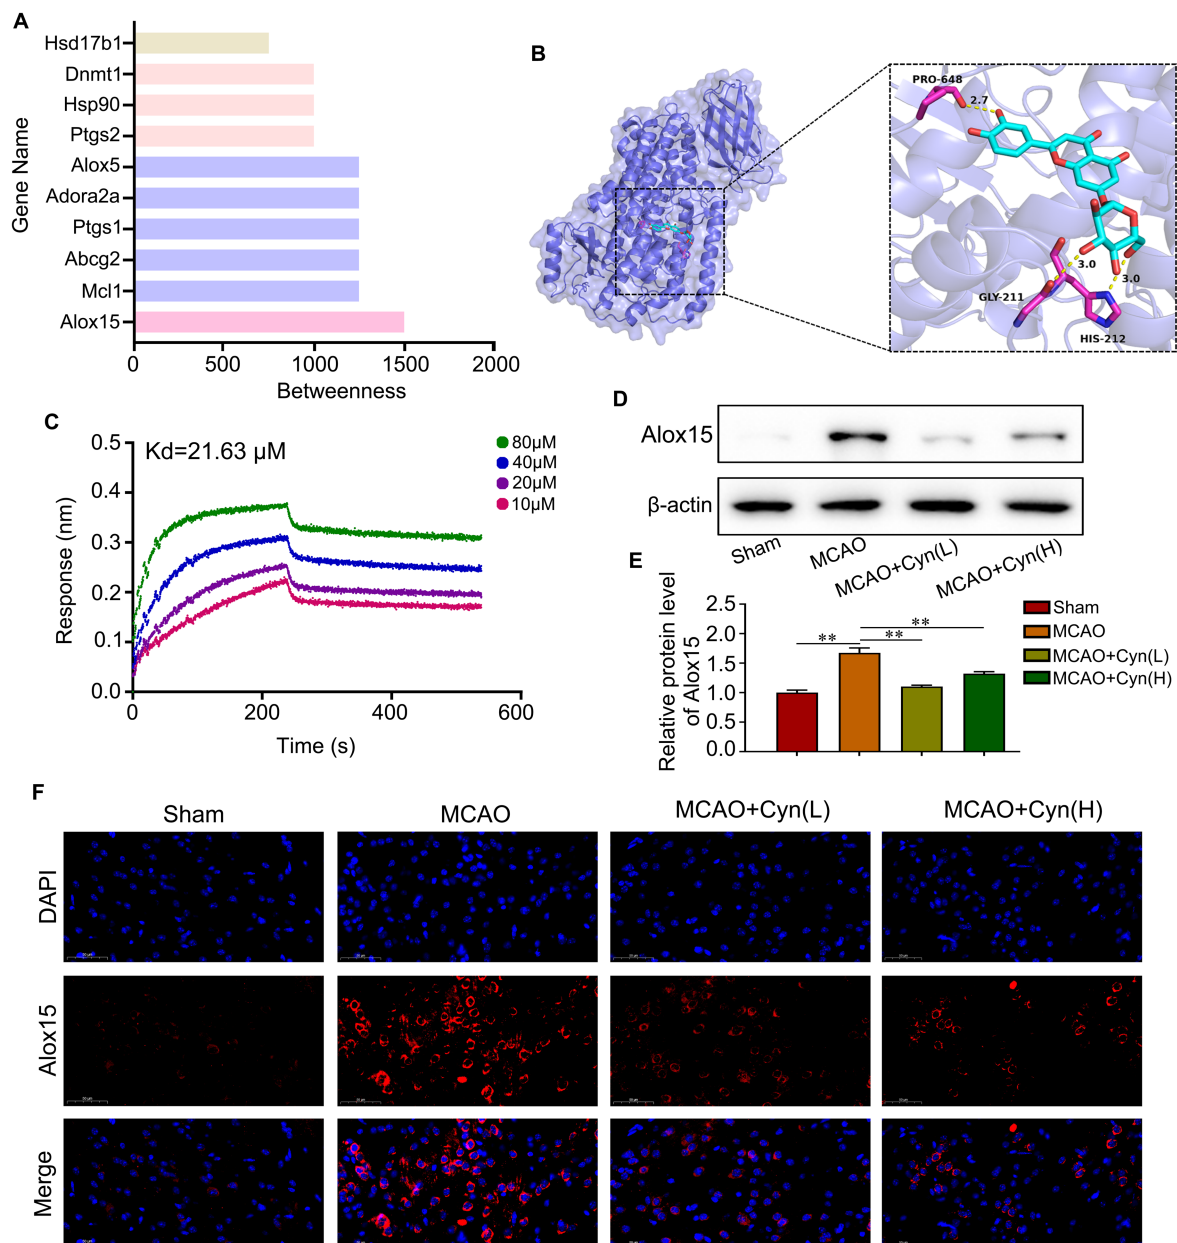 A
Gene Name
Hsd17b1
Dnmt1
Hsp90
Ptgs2
Alox5
Adora2a
Ptgs1
Abcg2
Mcl1
Alox15
0 500 1000 1500 2000
Betweenness
B
PRO-648
2.7
3.0
3.0
GLY-211
HIS-212
C
Kd=21.63 μM
80μM
40μM
20μM
10μM
Response (nm)
0.5
0.4
0.3
0.2
0.1
0.0
0 200 400 600
Time (s)
D
Alox15
β-actin
Sham MCAO MCAO+Cyn(L) MCAO+Cyn(H)
E
Relative protein level
of Alox15
2.5
2.0
1.5
1.0
0.5
0.0
** ** **
Sham
MCAO
MCAO+Cyn(L)
MCAO+Cyn(H)
F
Sham MCAO MCAO+Cyn(L) MCAO+Cyn(H)
DAPI
Alox15
Merge